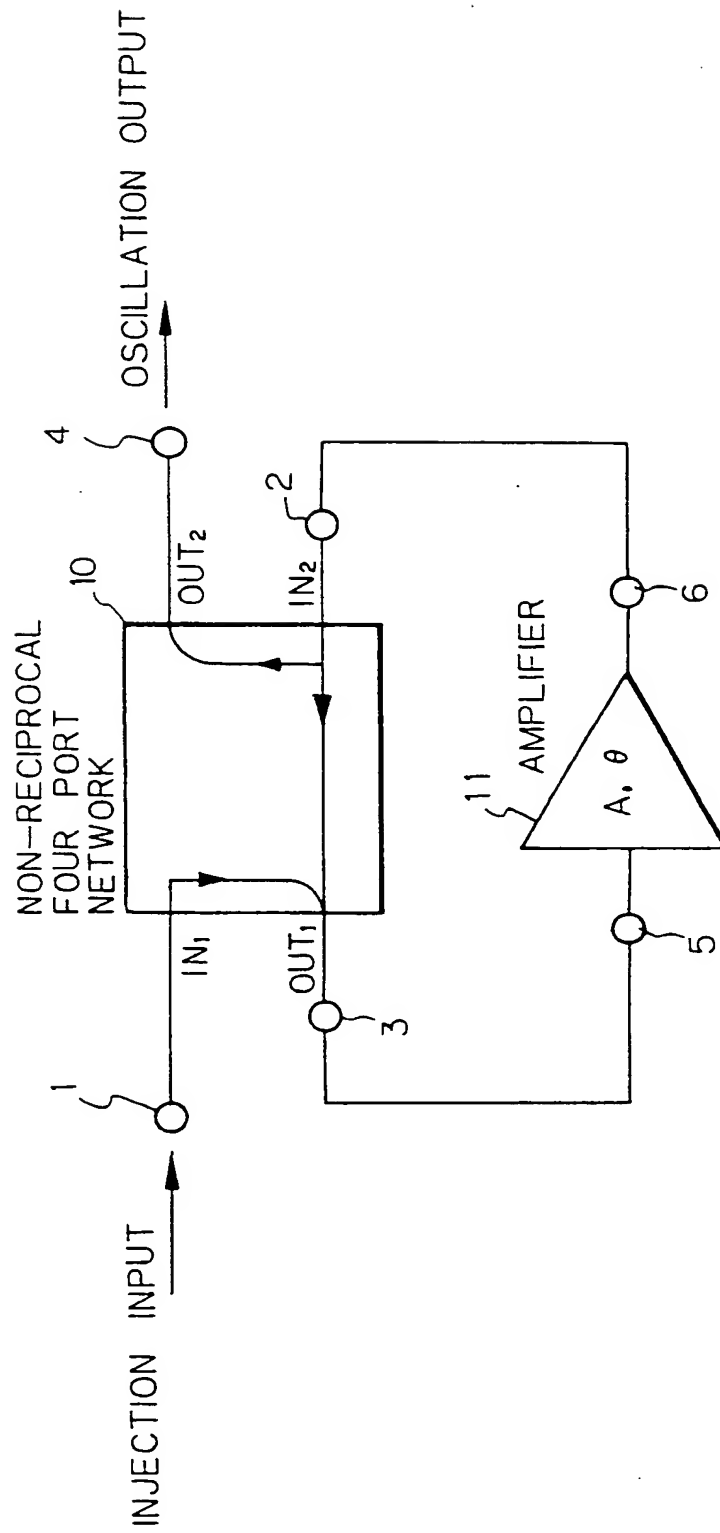 INJECTION INPUT
1
NON-RECIPROCAL
FOUR PORT
NETWORK
10
IN₁
OUT₁
3
OUT₂
IN₂
4
2
OSCILLATION OUTPUT
11
AMPLIFIER
A, θ
5
6